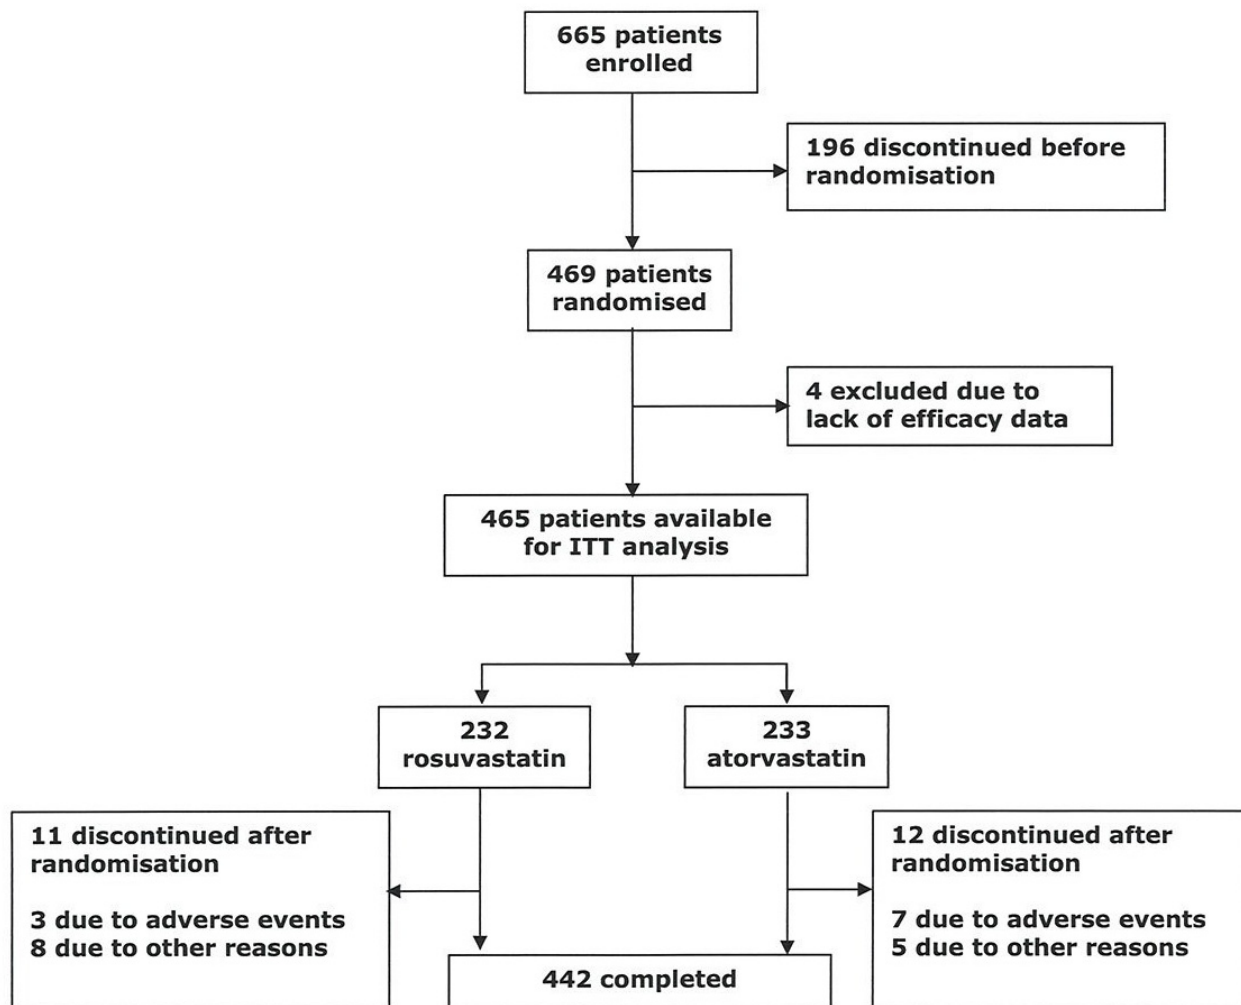 665 patients
enrolled
196 discontinued before
randomisation
469 patients
randomised
4 excluded due to
lack of efficacy data
465 patients available
for ITT analysis
232
rosuvastatin
233
atorvastatin
11 discontinued after
randomisation
3 due to adverse events
8 due to other reasons
12 discontinued after
randomisation
7 due to adverse events
5 due to other reasons
442 completed